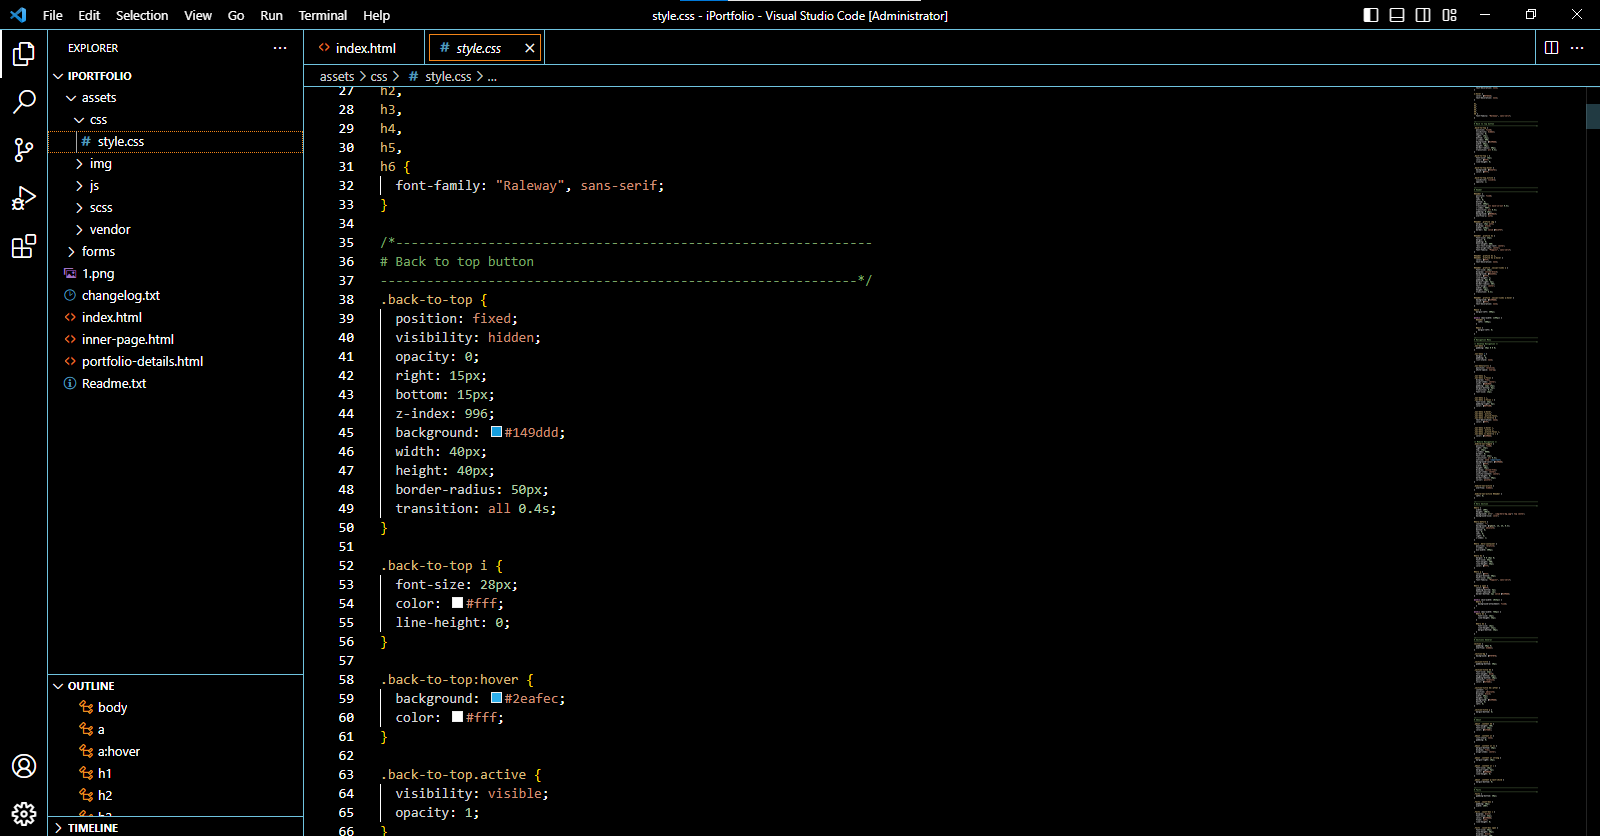 File Edit Selection View Go Run Terminal Help
style.css - iPortfolio - Visual Studio Code [Administrator]
EXPLORER
IPORTFOLIO
assets
css
# style.css
img
js
scss
vendor
forms
1.png
changelog.txt
index.html
inner-page.html
portfolio-details.html
Readme.txt
OUTLINE
body
a
a:hover
h1
h2
TIMELINE
index.html
# style.css
assets > css > # style.css > ...
27 h2,
28 h3,
29 h4,
30 h5,
31 h6 {
32 font-family: "Raleway", sans-serif;
33 }
34
35 /*--------------------------------------------------------------
36 # Back to top button
37 --------------------------------------------------------------*/
38 .back-to-top {
39 position: fixed;
40 visibility: hidden;
41 opacity: 0;
42 right: 15px;
43 bottom: 15px;
44 z-index: 996;
45 background: #149ddd;
46 width: 40px;
47 height: 40px;
48 border-radius: 50px;
49 transition: all 0.4s;
50 }
51
52 .back-to-top i {
53 font-size: 28px;
54 color: #fff;
55 line-height: 0;
56 }
57
58 .back-to-top:hover {
59 background: #2eafec;
60 color: #fff;
61 }
62
63 .back-to-top.active {
64 visibility: visible;
65 opacity: 1;
66 }